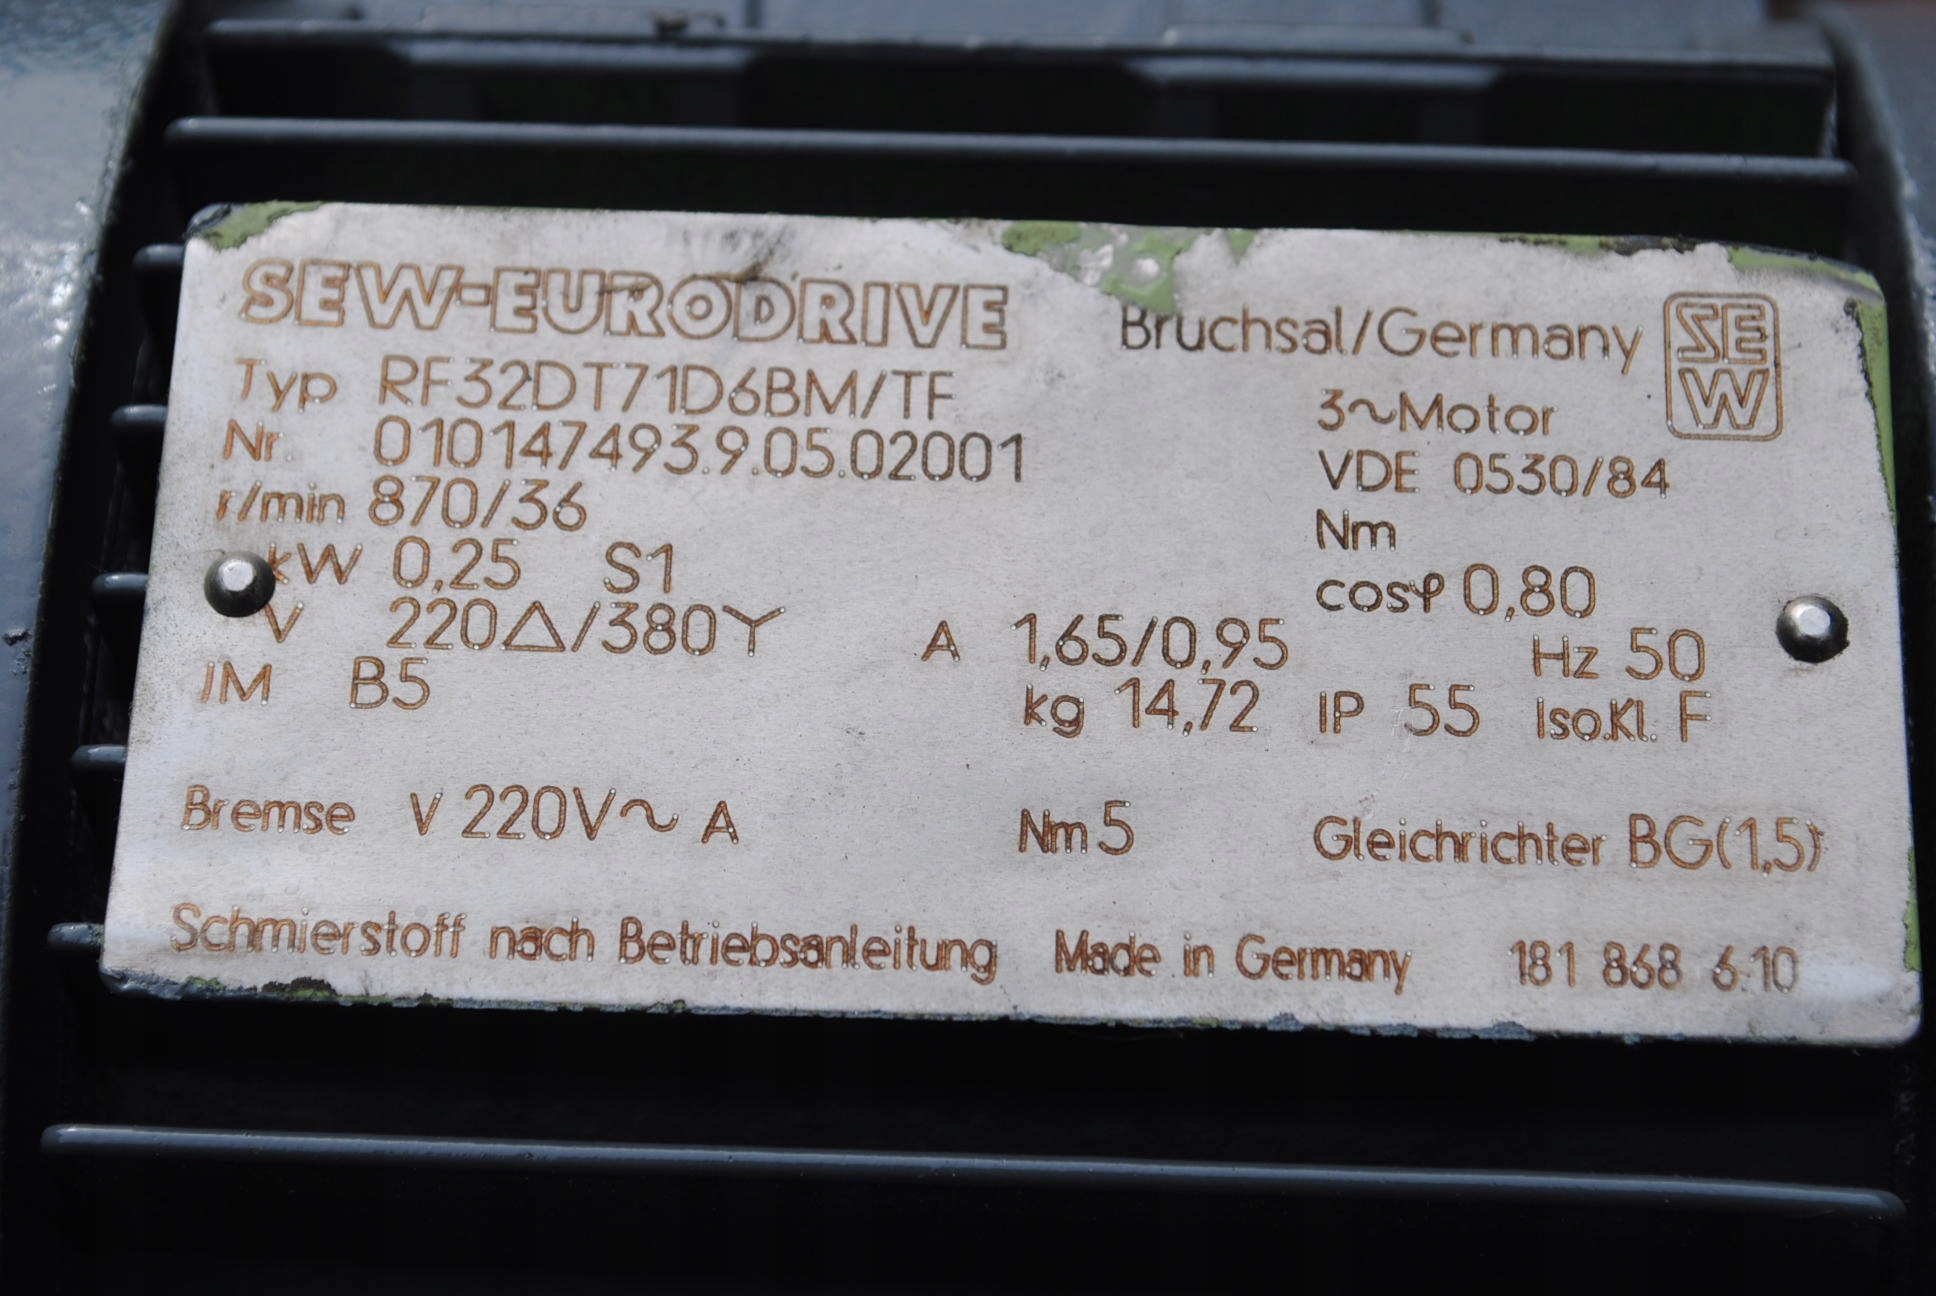 SEW-EURODRIVE Bruchsal/Germany SEW
Typ RF32DT71D6BM/TF 3~Motor
Nr. 010147493.9.05.02001 VDE 0530/84
r/min 870/36 Nm
kW 0,25 S1 cosφ 0,80
V 220△/380Y A 1,65/0,95 Hz 50
IM B5 kg 14,72 IP 55 Iso.Kl. F
Bremse V 220V~ A Nm 5 Gleichrichter BG(1,5)
Schmierstoff nach Betriebsanleitung Made in Germany 181 868 6.10